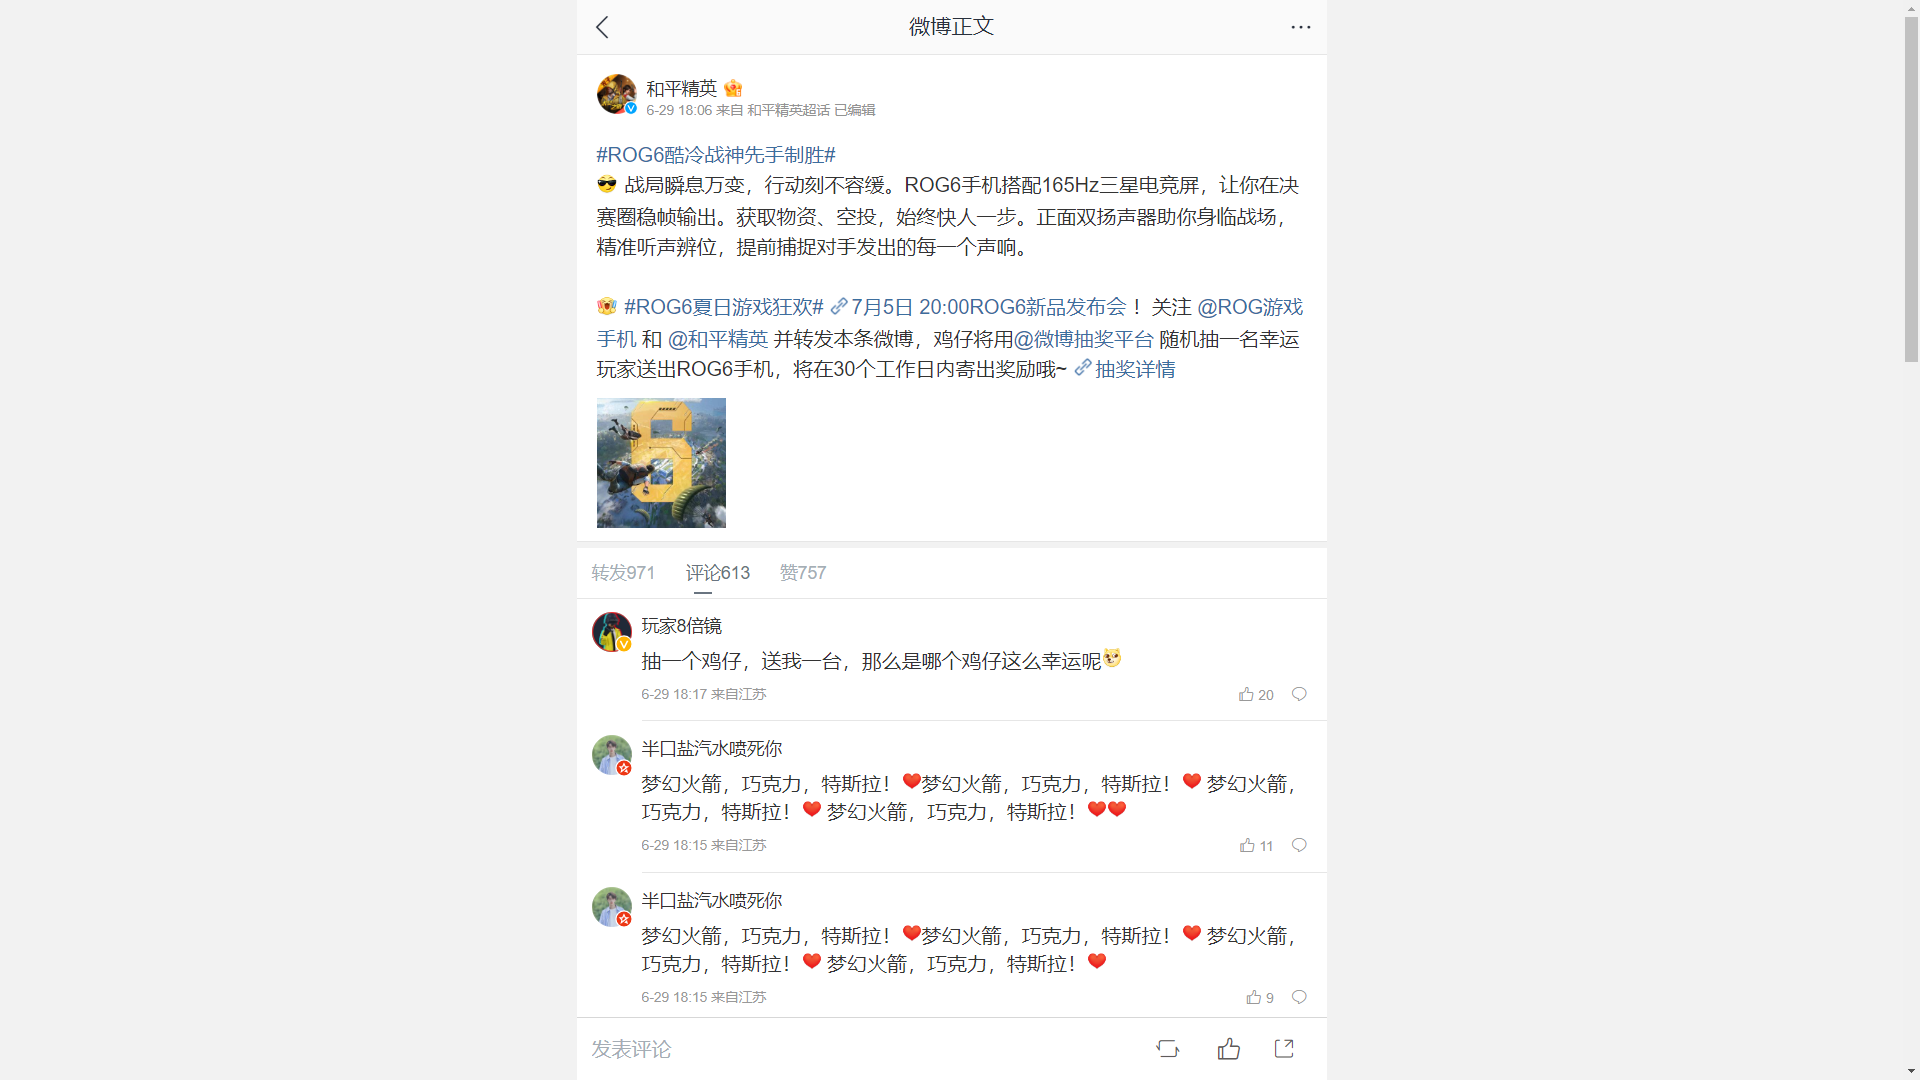 微博正文
和平精英
6-29 18:06 来自 和平精英超话 已编辑
#ROG6酷冷战神先手制胜#
战局瞬息万变，行动刻不容缓。ROG6手机搭配165Hz三星电竞屏，让你在决
赛圈稳帧输出。获取物资、空投，始终快人一步。正面双扬声器助你身临战场，
精准听声辨位，提前捕捉对手发出的每一个声响。
#ROG6夏日游戏狂欢# 7月5日 20:00ROG6新品发布会 ！关注 @ROG游戏
手机 和 @和平精英 并转发本条微博，鸡仔将用@微博抽奖平台 随机抽一名幸运
玩家送出ROG6手机，将在30个工作日内寄出奖励哦~ 抽奖详情
6
转发971 评论613 赞757
玩家8倍镜
抽一个鸡仔，送我一台，那么是哪个鸡仔这么幸运呢
6-29 18:17 来自江苏 20
半口盐汽水喷死你
梦幻火箭，巧克力，特斯拉！❤️梦幻火箭，巧克力，特斯拉！❤️ 梦幻火箭，
巧克力，特斯拉！❤️ 梦幻火箭，巧克力，特斯拉！❤️❤️
6-29 18:15 来自江苏 11
半口盐汽水喷死你
梦幻火箭，巧克力，特斯拉！❤️梦幻火箭，巧克力，特斯拉！❤️ 梦幻火箭，
巧克力，特斯拉！❤️ 梦幻火箭，巧克力，特斯拉！❤️
6-29 18:15 来自江苏 9
发表评论